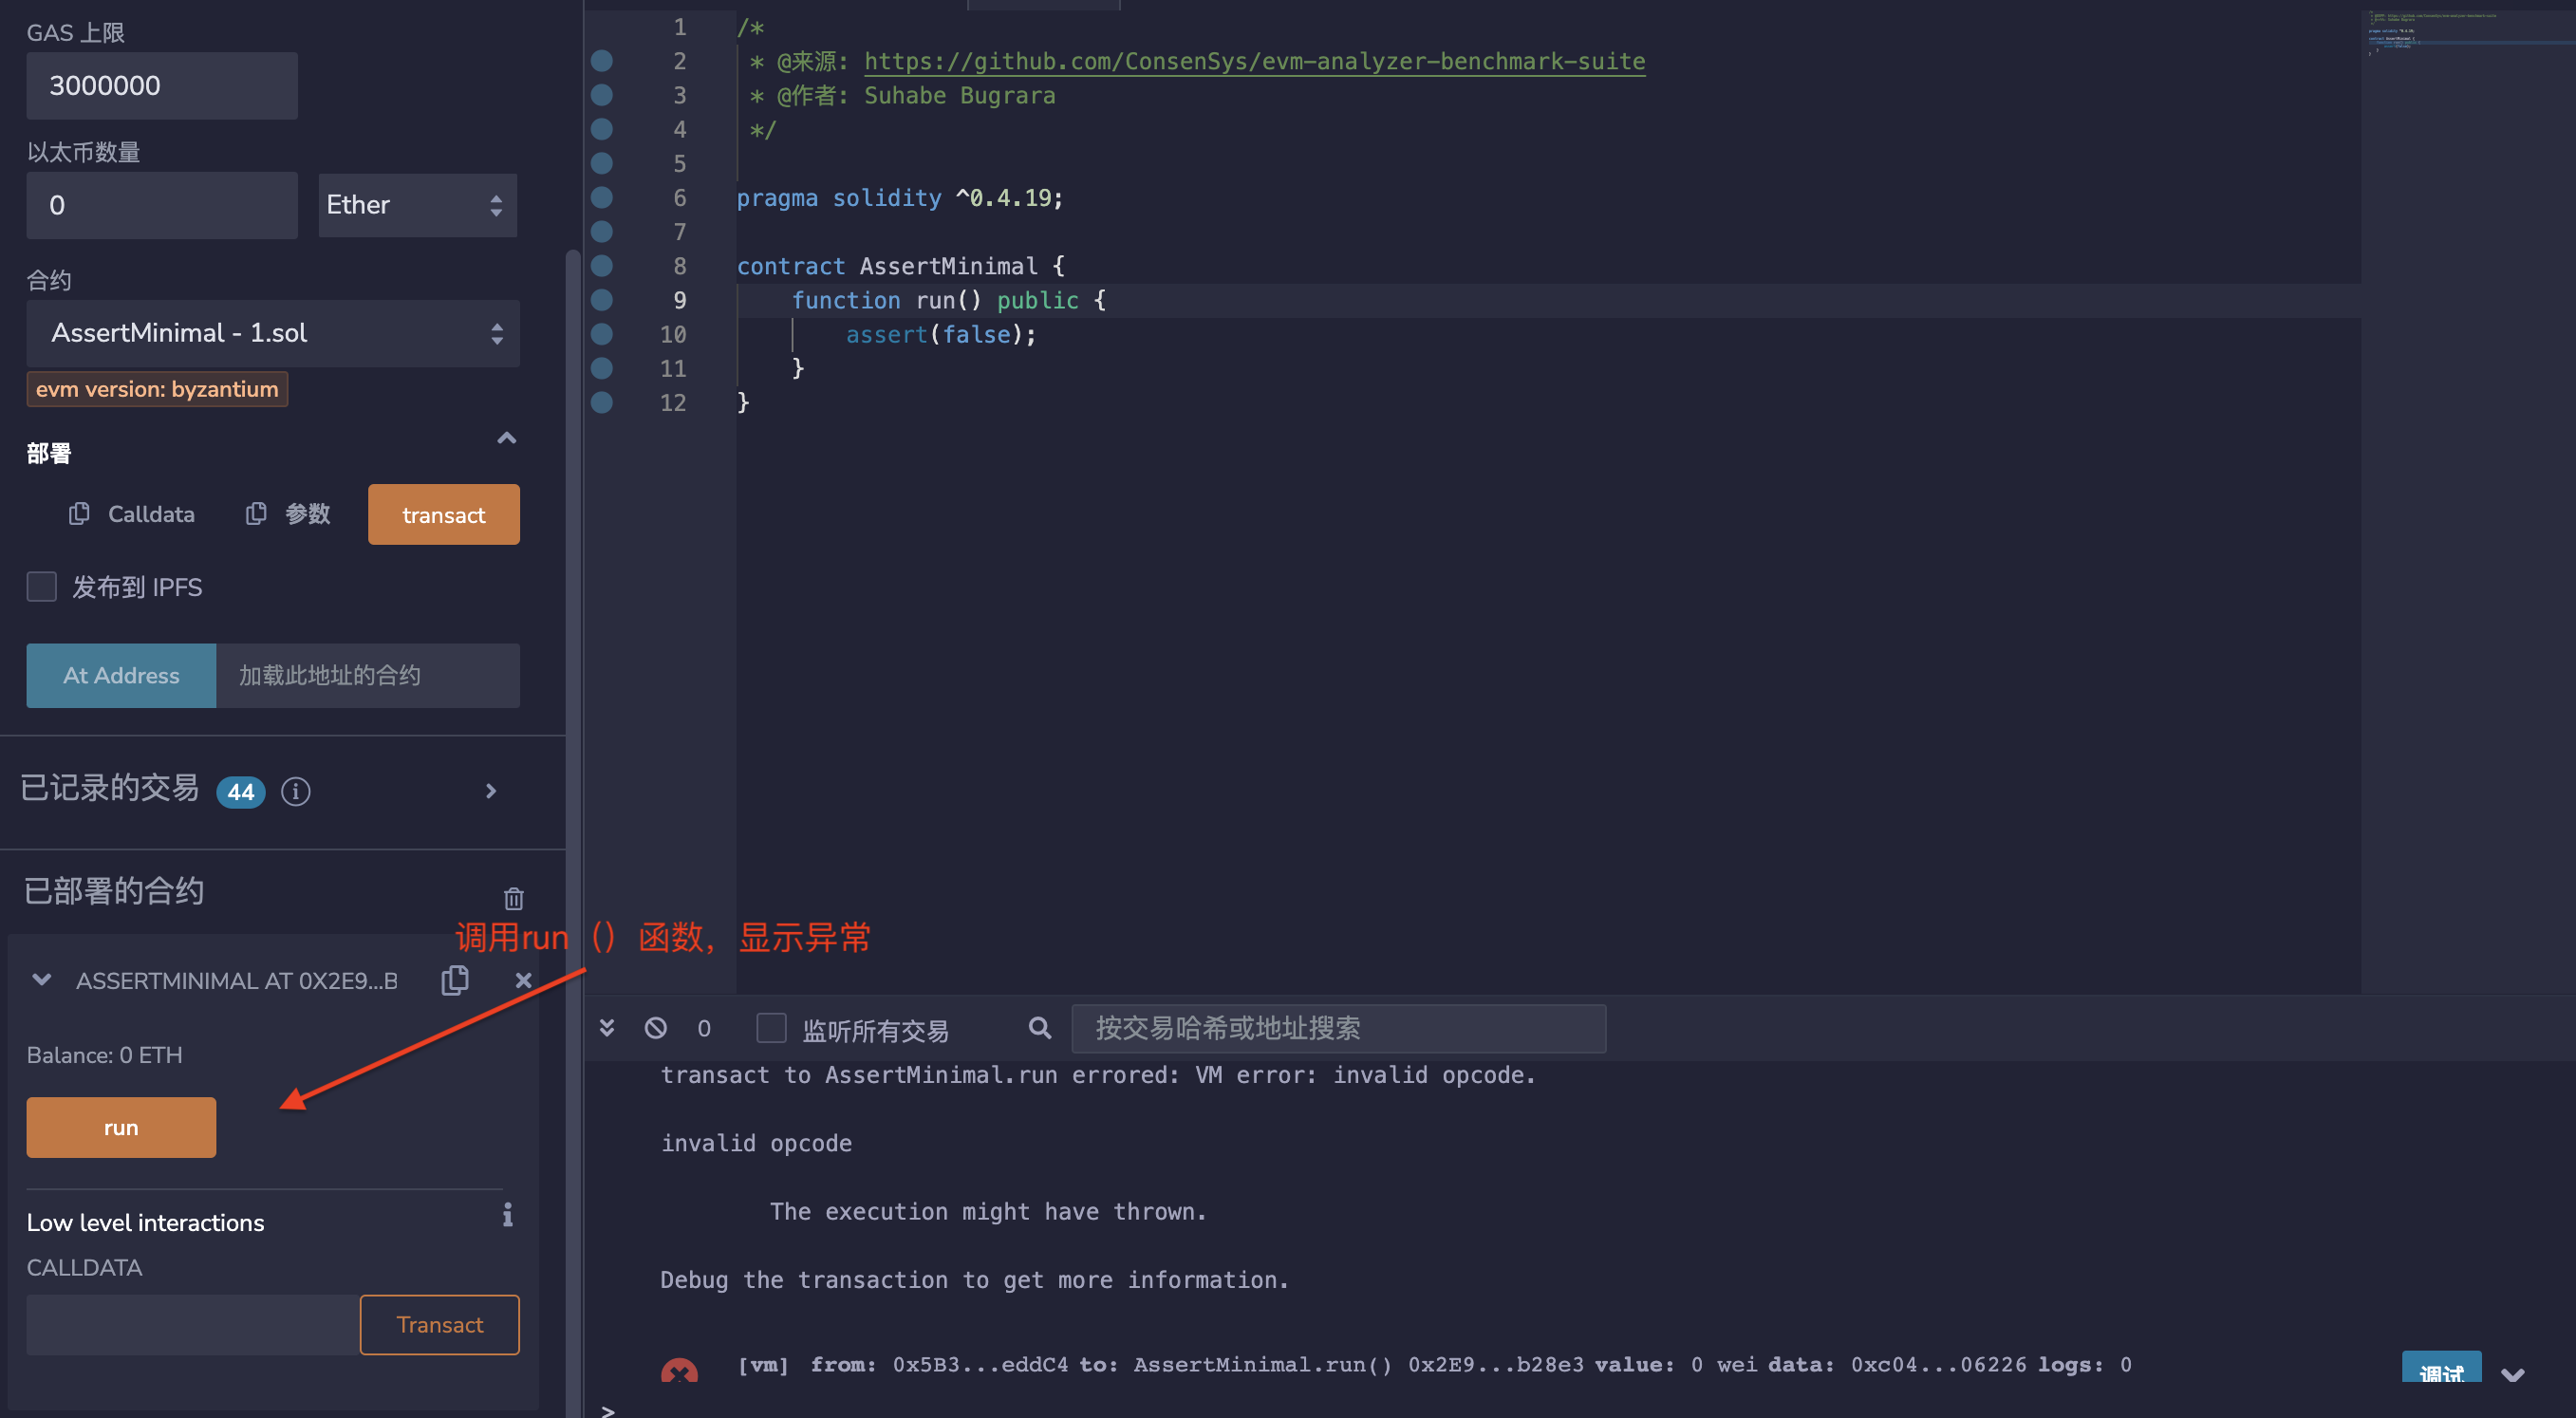 GAS 上限
3000000
以太币数量
0
Ether
合约
AssertMinimal - 1.sol
evm version: byzantium
部署
Calldata
参数
transact
发布到 IPFS
At Address
加载此地址的合约
已记录的交易 44
已部署的合约
ASSERTMINIMAL AT 0X2E9...B
Balance: 0 ETH
run
Low level interactions
CALLDATA
Transact
1 /*
2  * @来源: https://github.com/ConsenSys/evm-analyzer-benchmark-suite
3  * @作者: Suhabe Bugrara
4  */
5
6 pragma solidity ^0.4.19;
7
8 contract AssertMinimal {
9     function run() public {
10         assert(false);
11     }
12 }
调用run（）函数，显示异常
0
监听所有交易
按交易哈希或地址搜索
transact to AssertMinimal.run errored: VM error: invalid opcode.
invalid opcode
The execution might have thrown.
Debug the transaction to get more information.
[vm] from: 0x5B3...eddC4 to: AssertMinimal.run() 0x2E9...b28e3 value: 0 wei data: 0xc04...06226 logs: 0
调试
>